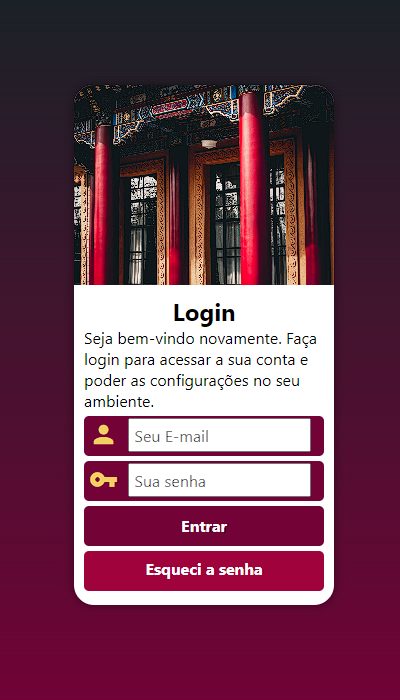 Login
Seja bem-vindo novamente. Faça
login para acessar a sua conta e
poder as configurações no seu
ambiente.
Seu E-mail
Sua senha
Entrar
Esqueci a senha